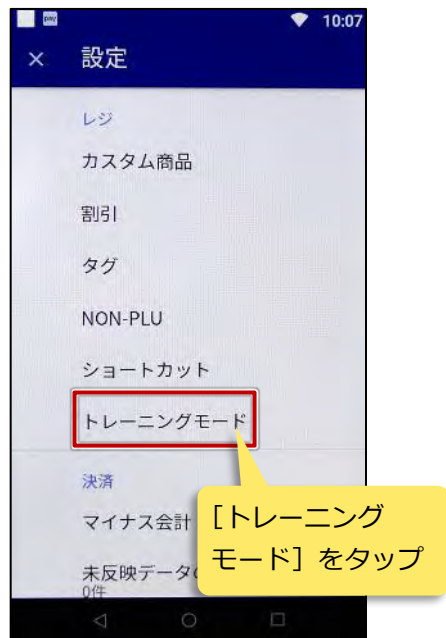 pay
10:07
× 設定
レジ
カスタム商品
割引
タグ
NON-PLU
ショートカット
トレーニングモード
決済
マイナス会計
未反映データ
0件
[トレーニング
モード] をタップ